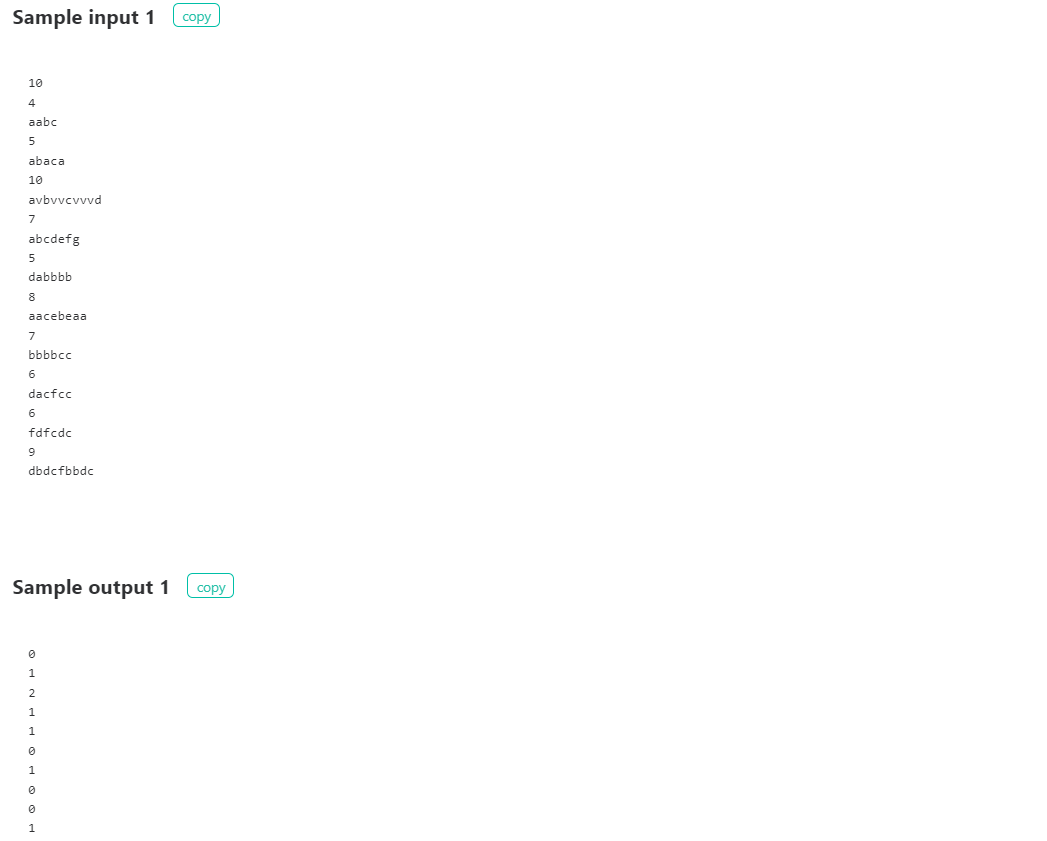 Sample input 1 copy
10
4
aabc
5
abaca
10
avbvvcvvvd
7
abcdefg
5
dabbbb
8
aacebeaa
7
bbbbcc
6
dacfcc
6
fdfcdc
9
dbdcfbbdc
Sample output 1 copy
0
1
2
1
1
0
1
0
0
1